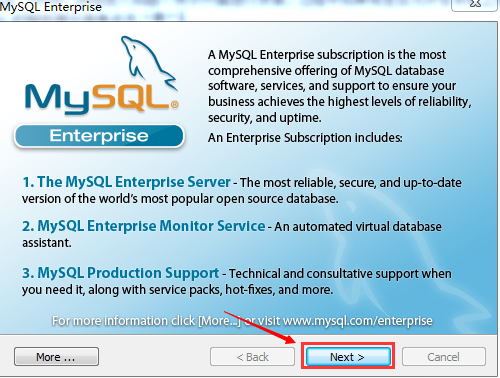 MySQL Enterprise
MySQL®
Enterprise
A MySQL Enterprise subscription is the most
comprehensive offering of MySQL database
software, services, and support to ensure your
business achieves the highest levels of reliability,
security, and uptime.
An Enterprise Subscription includes:
1. The MySQL Enterprise Server - The most reliable, secure, and up-to-date
version of the world's most popular open source database.
2. MySQL Enterprise Monitor Service - An automated virtual database
assistant.
3. MySQL Production Support - Technical and consultative support when
you need it, along with service packs, hot-fixes, and more.
For more information click [More...] or visit www.mysql.com/enterprise
More ...
< Back
Next >
Cancel